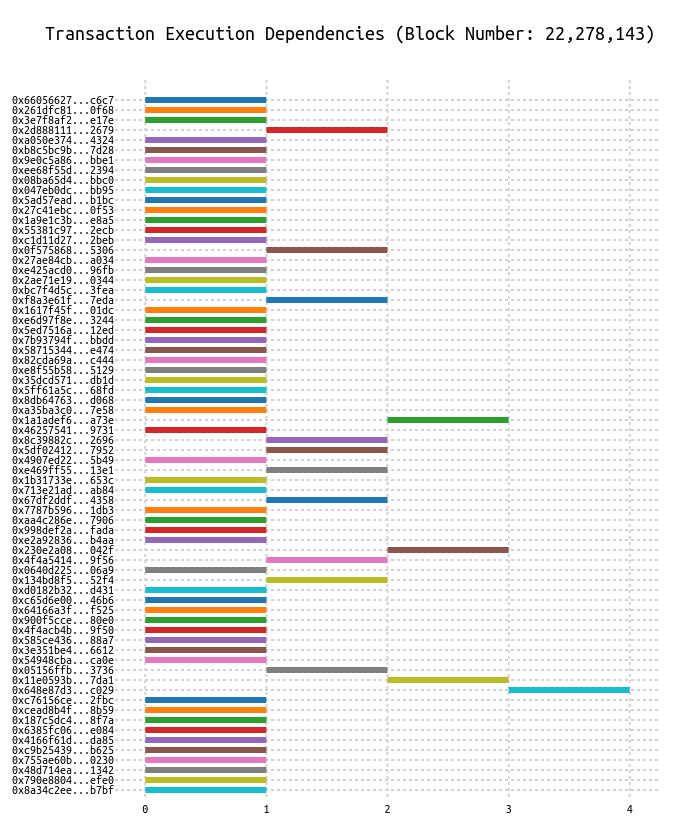 Transaction Execution Dependencies (Block Number: 22,278,143)
0x66056627...c6c7
0x261dfc81...0f68
0x3e7f8af2...e17e
0x2d888111...2679
0xa050e374...4324
0xb8c5bc9b...7d28
0x9e0c5a86...bbe1
0xee68f55d...2394
0x08ba65d4...bbc0
0x047eb0dc...bb95
0x5ad57ead...b1bc
0x27c41ebc...0f53
0x1a9e1c3b...e8a5
0x55381c97...2ecb
0xc1d11d27...2beb
0x0f575868...5306
0x27ae84cb...a034
0xe425acd0...96fb
0x2ae71e19...0344
0xbc7f4d5c...3fea
0xf8a3e61f...7eda
0x1617f45f...01dc
0xe6d97f8e...3244
0x5ed7516a...12ed
0x7b93794f...bbdd
0x58715344...e474
0x82cda69a...c444
0xe8f55b58...5129
0x35dcd571...db1d
0x5ff61a5c...68fd
0x8db64763...d068
0xa35ba3c0...7e58
0x1a1adef6...a73e
0x46257541...9731
0x8c39882c...2696
0x5df02412...7952
0x4907ed22...5b49
0xe469ff55...13e1
0x1b31733e...653c
0x713e21ad...ab84
0x67df2ddf...4358
0x7787b596...1db3
0xaa4c286e...7906
0x998def2a...fada
0xe2a92836...b4aa
0x230e2a08...042f
0x4f4a5414...9f56
0x0640d225...06a9
0x134bd8f5...52f4
0xd0182b32...d431
0xc65d6e00...46b6
0x64166a3f...f525
0x900f5cce...80e0
0x4f4acb4b...9f50
0x585ce436...88a7
0x3e351be4...6612
0x54948cba...ca0e
0x05156ffb...3736
0x11e0593b...7da1
0x648e87d3...c029
0xc76156ce...2fbc
0xcead8b4f...8b59
0x187c5dc4...8f7a
0x6385fc06...e084
0x4166f61d...da85
0xc9b25439...b625
0x755ae60b...0230
0x48d714ea...1342
0x790e8804...efe0
0x8a34c2ee...b7bf
0 1 2 3 4